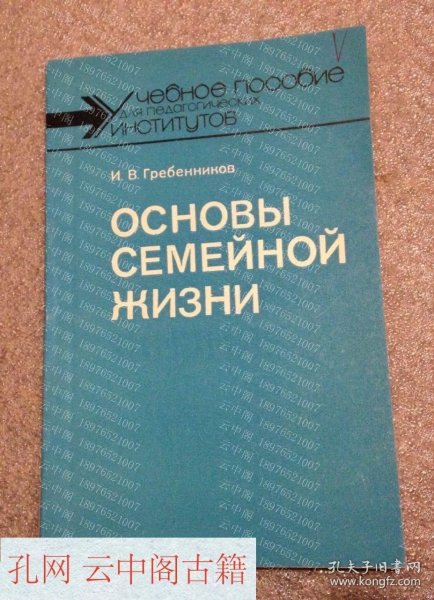 Учебное пособие
для педагогических
институтов
И. В. Гребенников
ОСНОВЫ
СЕМЕЙНОЙ
ЖИЗНИ
云中阁 18976521007
孔网 云中阁古籍
孔夫子旧书网
www.kongfz.com